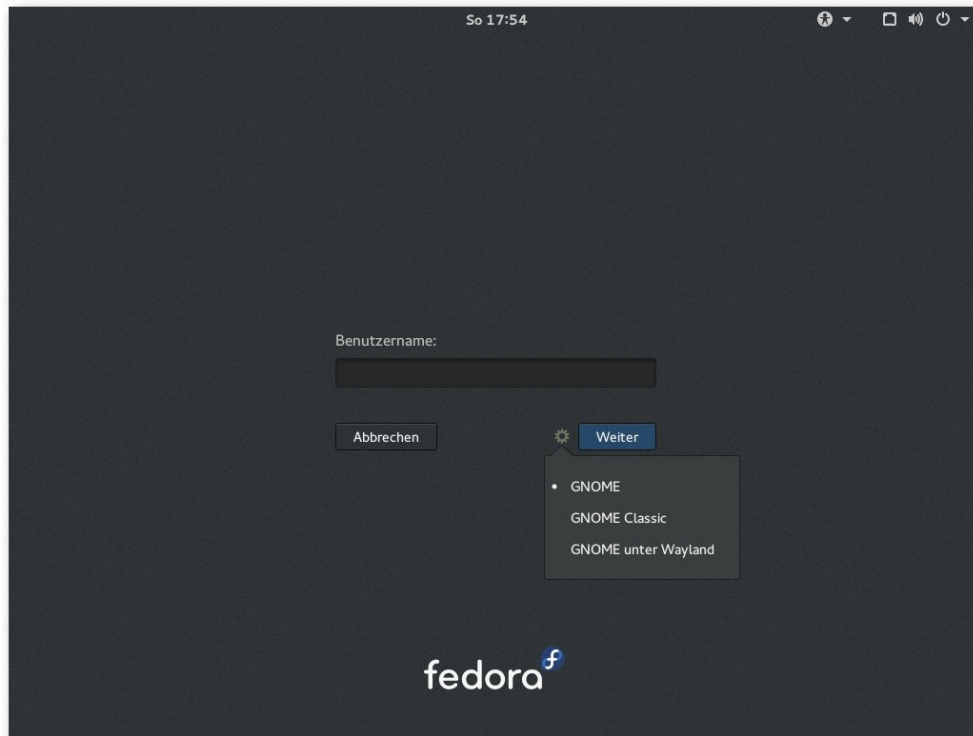 So 17:54
Benutzername:
Abbrechen
Weiter
GNOME
GNOME Classic
GNOME unter Wayland
fedora